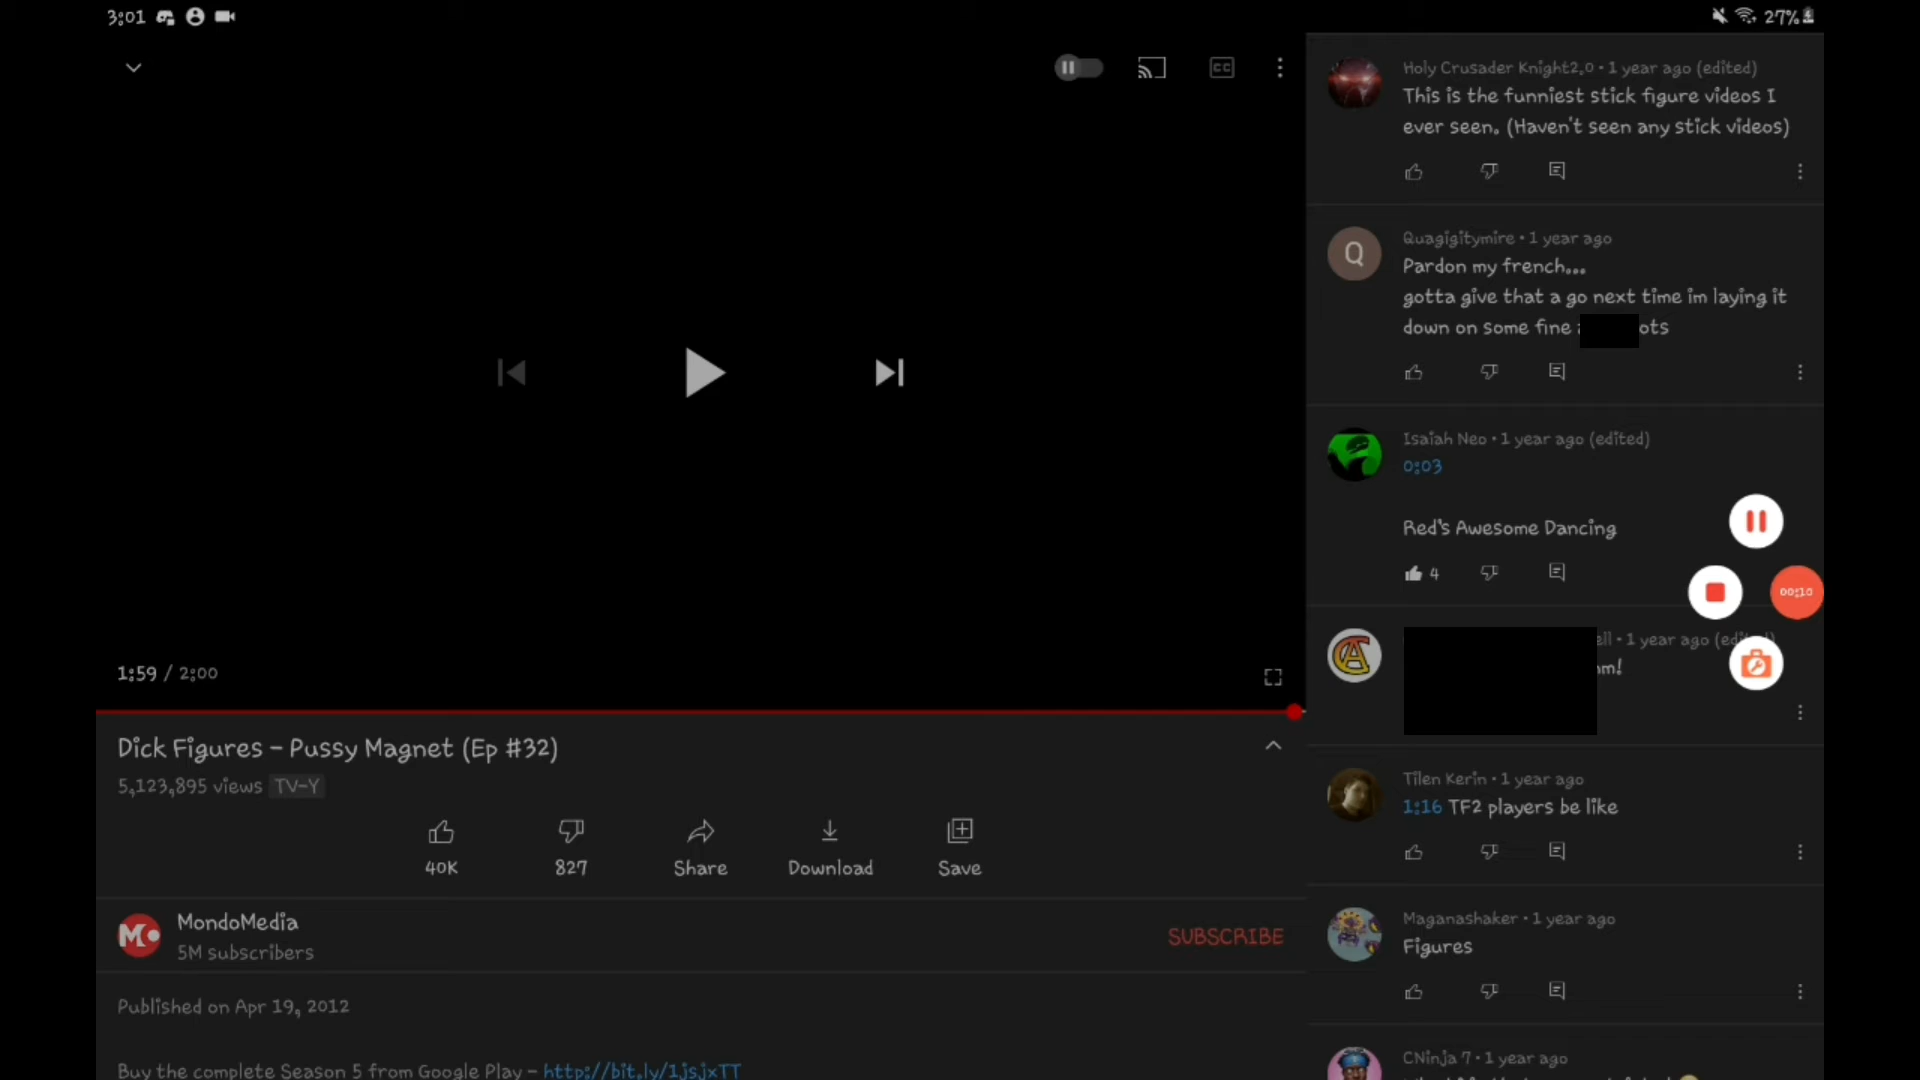 3:01
27%
CC
1:59 / 2:00
Dick Figures - Pussy Magnet (Ep #32)
5,123,895 views TV-Y
40K
827
Share
Download
Save
MondoMedia
5M subscribers
SUBSCRIBE
Published on Apr 19, 2012
Buy the complete Season 5 from Google Play - http://bit.ly/1jsjxTT
Holy Crusader Knight2.0 • 1 year ago (edited)
This is the funniest stick figure videos I
ever seen. (Haven't seen any stick videos)
Q
Quagigitymire • 1 year ago
Pardon my french...
gotta give that a go next time im laying it
down on some fine
ots
Isaiah Neo • 1 year ago (edited)
0:03
Red's Awesome Dancing
4
00:10
ell • 1 year ago
m!
Tilen Kerin • 1 year ago
1:16 TF2 players be like
Maganashaker • 1 year ago
Figures
CNinja 7 • 1 year ago